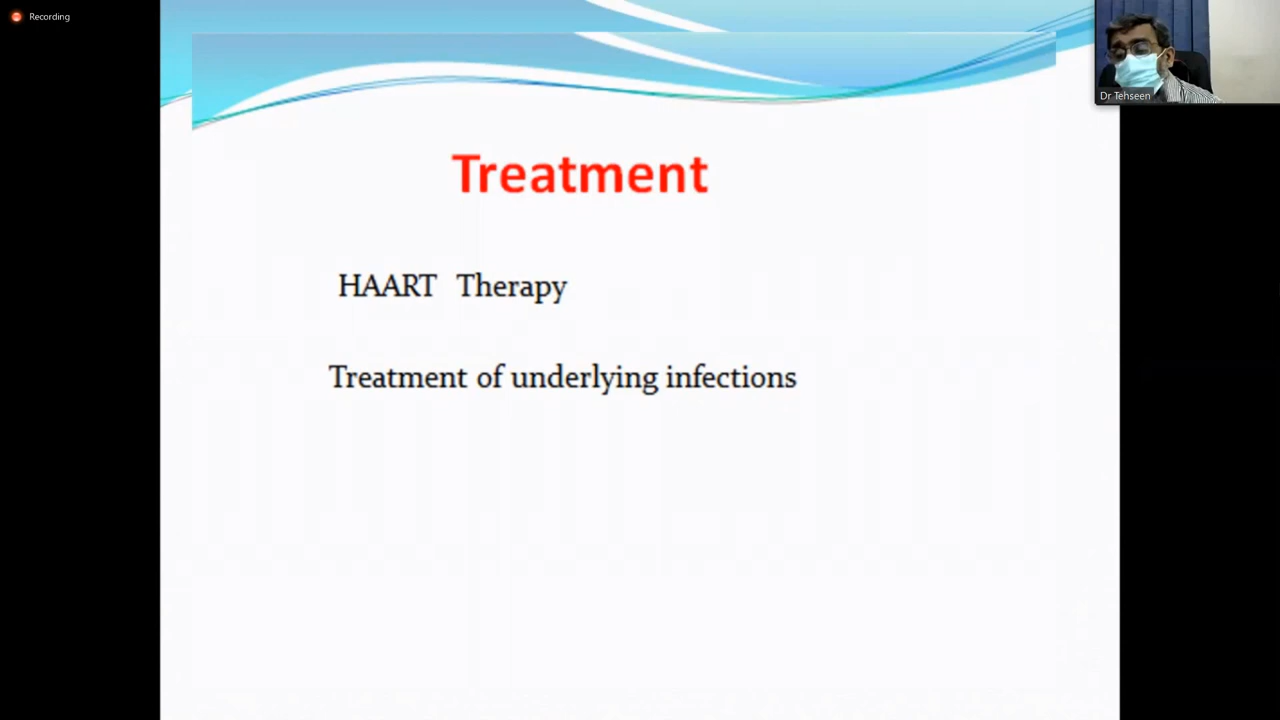 Recording
Dr Tehseen
Treatment
HAART Therapy
Treatment of underlying infections